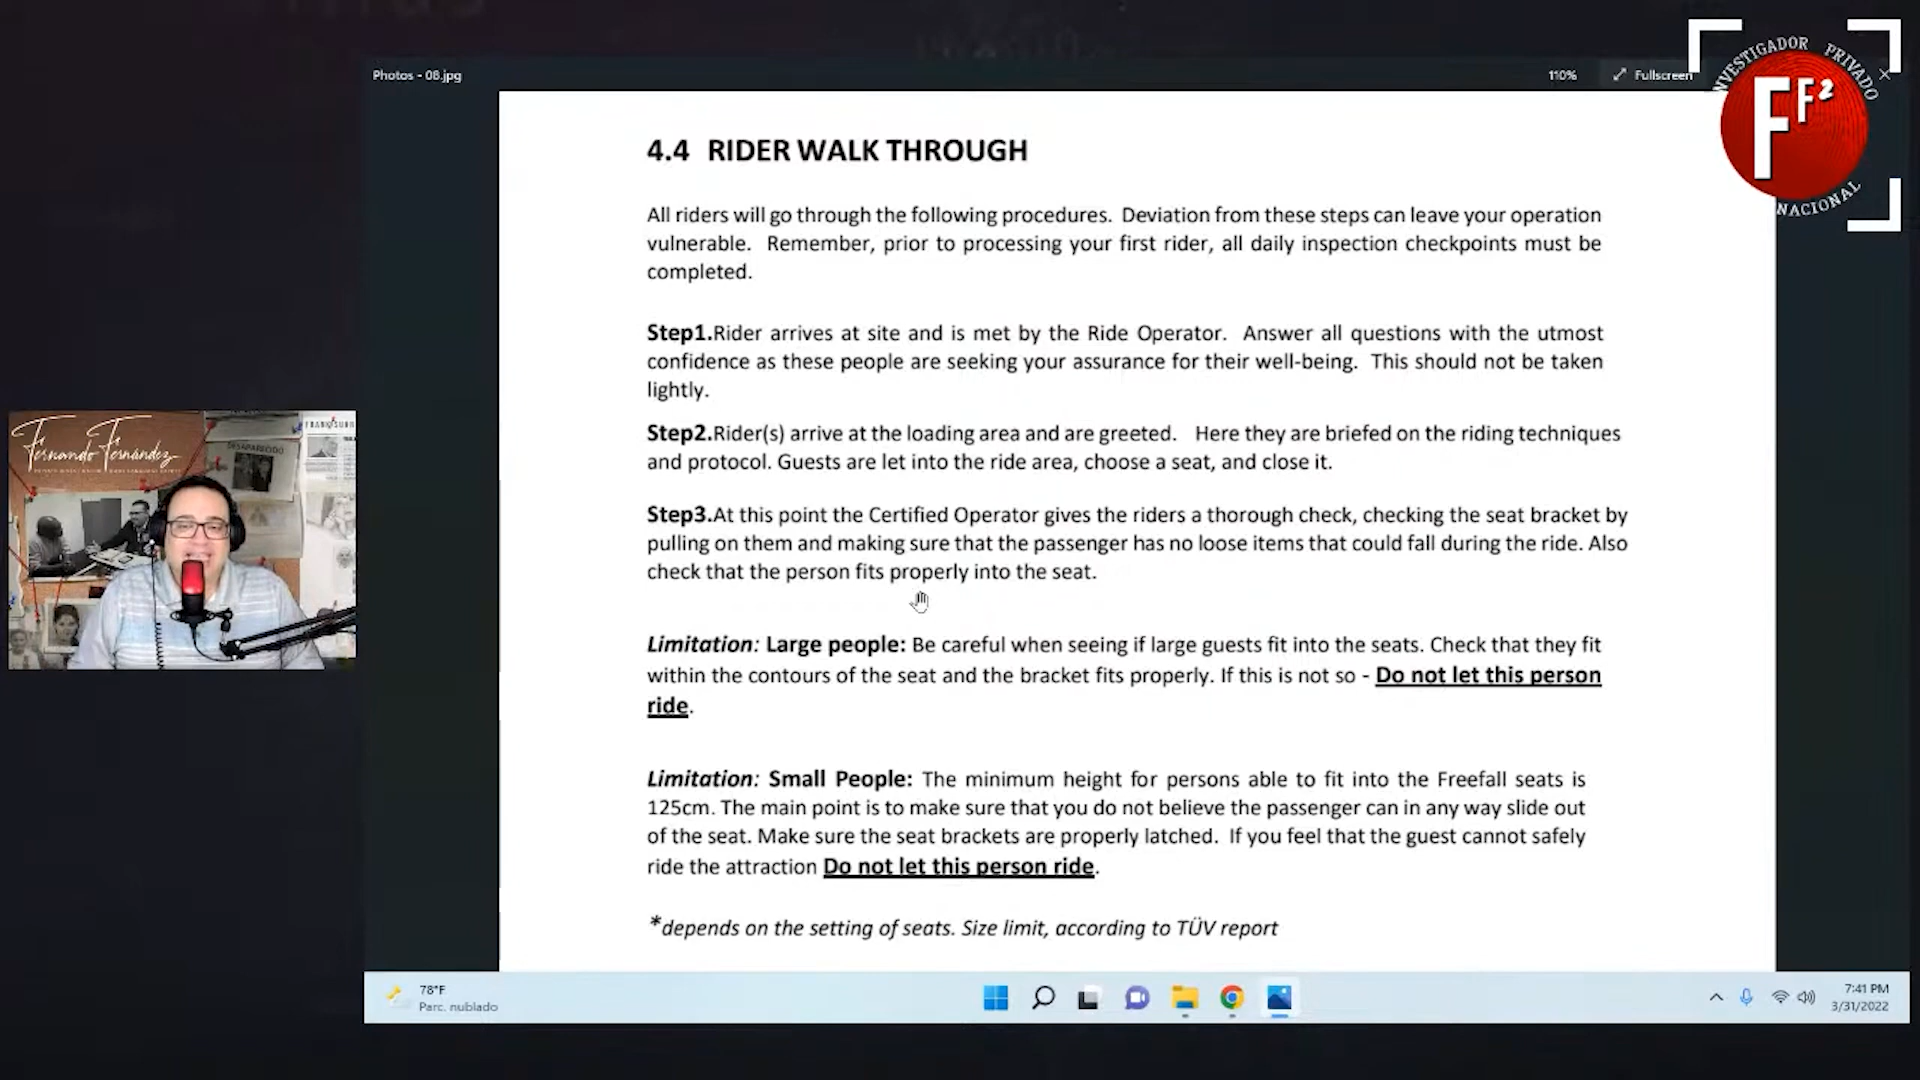 Photos - 08.jpg
110%
Fullscreen
INVESTIGADOR PRIVADO
FF2
NACIONAL
4.4 RIDER WALK THROUGH
All riders will go through the following procedures. Deviation from these steps can leave your operation
vulnerable. Remember, prior to processing your first rider, all daily inspection checkpoints must be
completed.
Step1.Rider arrives at site and is met by the Ride Operator. Answer all questions with the utmost
confidence as these people are seeking your assurance for their well-being. This should not be taken
lightly.
Step2.Rider(s) arrive at the loading area and are greeted. Here they are briefed on the riding techniques
and protocol. Guests are let into the ride area, choose a seat, and close it.
Step3.At this point the Certified Operator gives the riders a thorough check, checking the seat bracket by
pulling on them and making sure that the passenger has no loose items that could fall during the ride. Also
check that the person fits properly into the seat.
Limitation: Large people: Be careful when seeing if large guests fit into the seats. Check that they fit
within the contours of the seat and the bracket fits properly. If this is not so - Do not let this person
ride.
Limitation: Small People: The minimum height for persons able to fit into the Freefall seats is
125cm. The main point is to make sure that you do not believe the passenger can in any way slide out
of the seat. Make sure the seat brackets are properly latched. If you feel that the guest cannot safely
ride the attraction Do not let this person ride.
*depends on the setting of seats. Size limit, according to TÜV report
Fernando Fernández
DESAPARECIDO
78°F
Parc. nublado
7:41 PM
3/31/2022